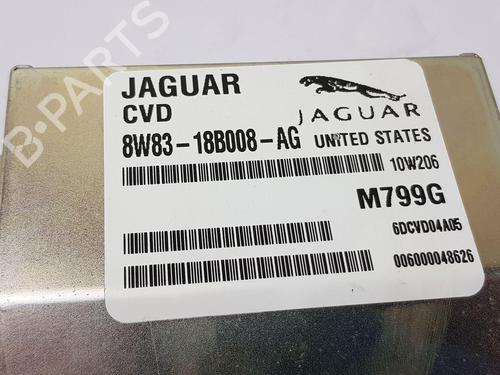 JAGUAR
CVD
JAGUAR
8W83-18B008-AG UNITED STATES
10W206
M799G
6DCVD04A05
006000048626
B-PARTS